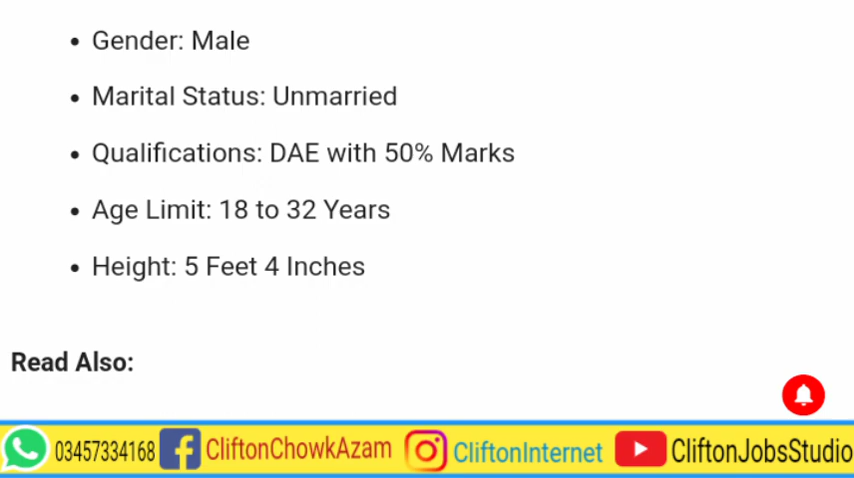 Gender: Male
Marital Status: Unmarried
Qualifications: DAE with 50% Marks
Age Limit: 18 to 32 Years
Height: 5 Feet 4 Inches
Read Also:
03457334168 CliftonChowkAzam CliftonInternet CliftonJobsStudio